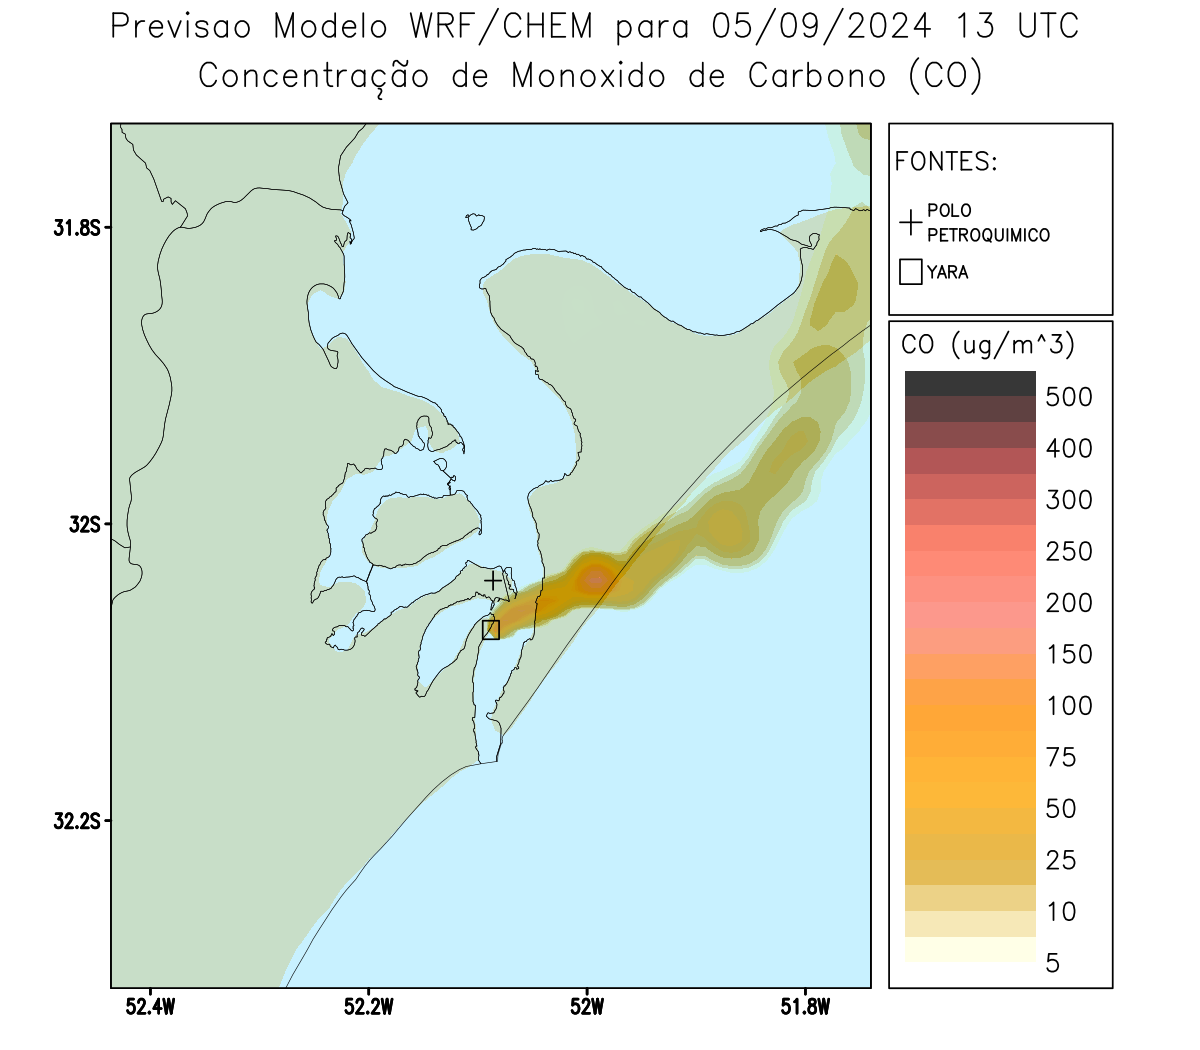 Previsao Modelo WRF/CHEM para 05/09/2024 13 UTC
Concentração de Monoxido de Carbono (CO)
FONTES:
POLO
PETROQUIMICO
YARA
CO (ug/m^3)
500
400
300
250
200
150
100
75
50
25
10
5
31.8S
32S
32.2S
52.4W
52.2W
52W
51.8W